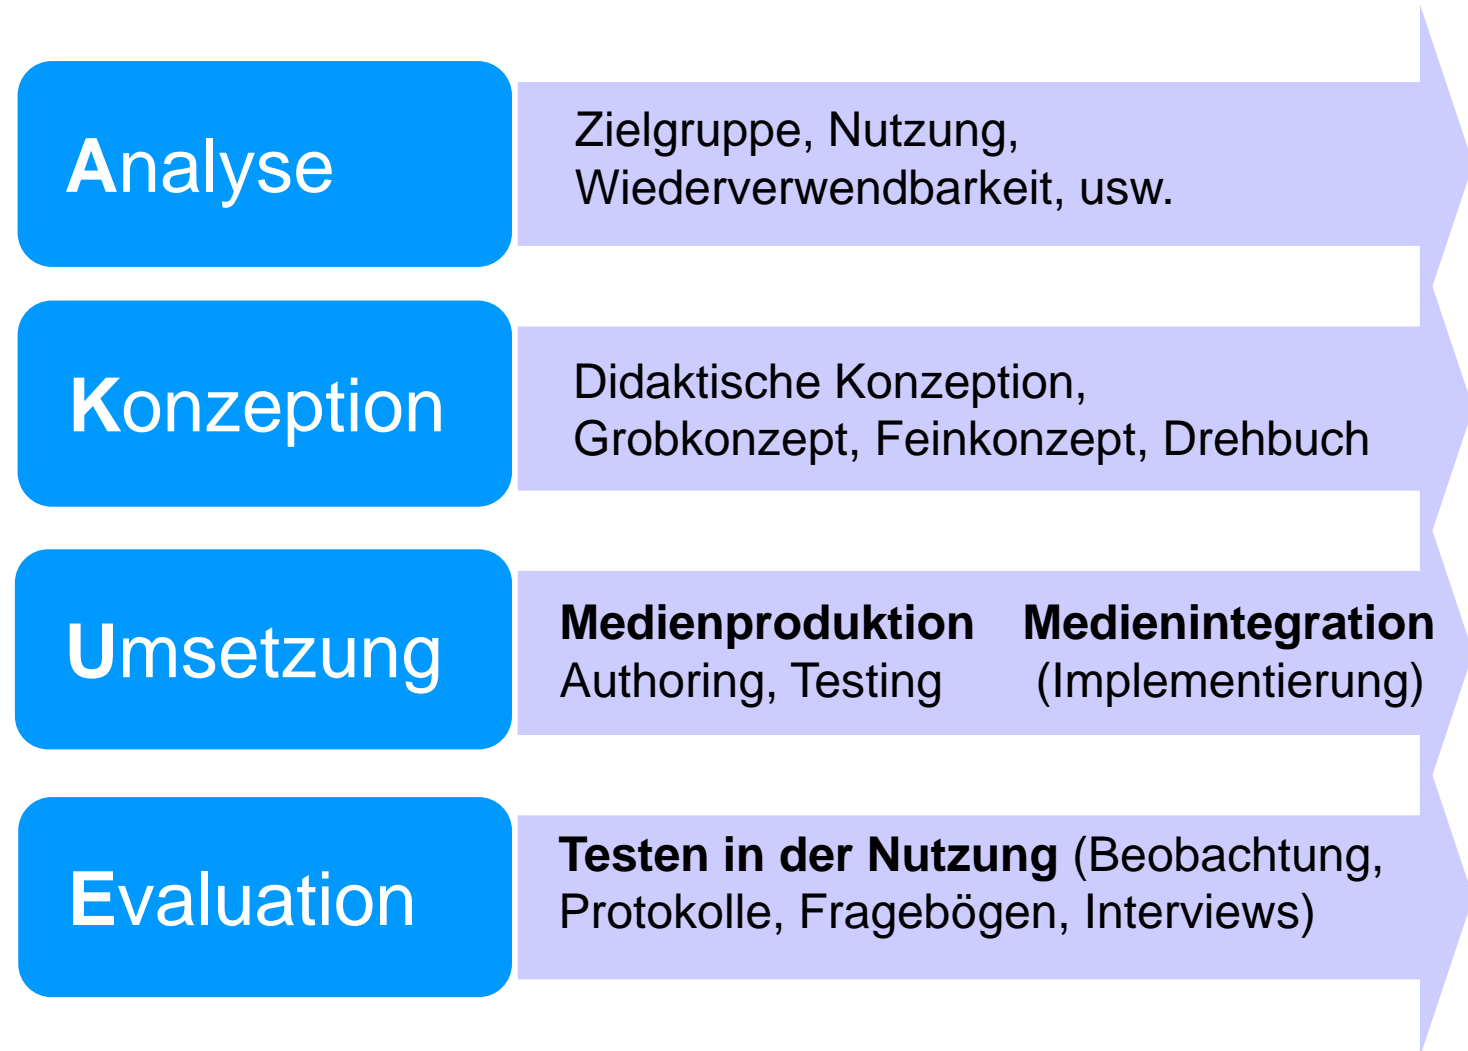 Analyse
Zielgruppe, Nutzung,
Wiederverwendbarkeit, usw.
Konzeption
Didaktische Konzeption,
Grobkonzept, Feinkonzept, Drehbuch
Umsetzung
Medienproduktion Medienintegration
Authoring, Testing (Implementierung)
Evaluation
Testen in der Nutzung (Beobachtung,
Protokolle, Fragebögen, Interviews)